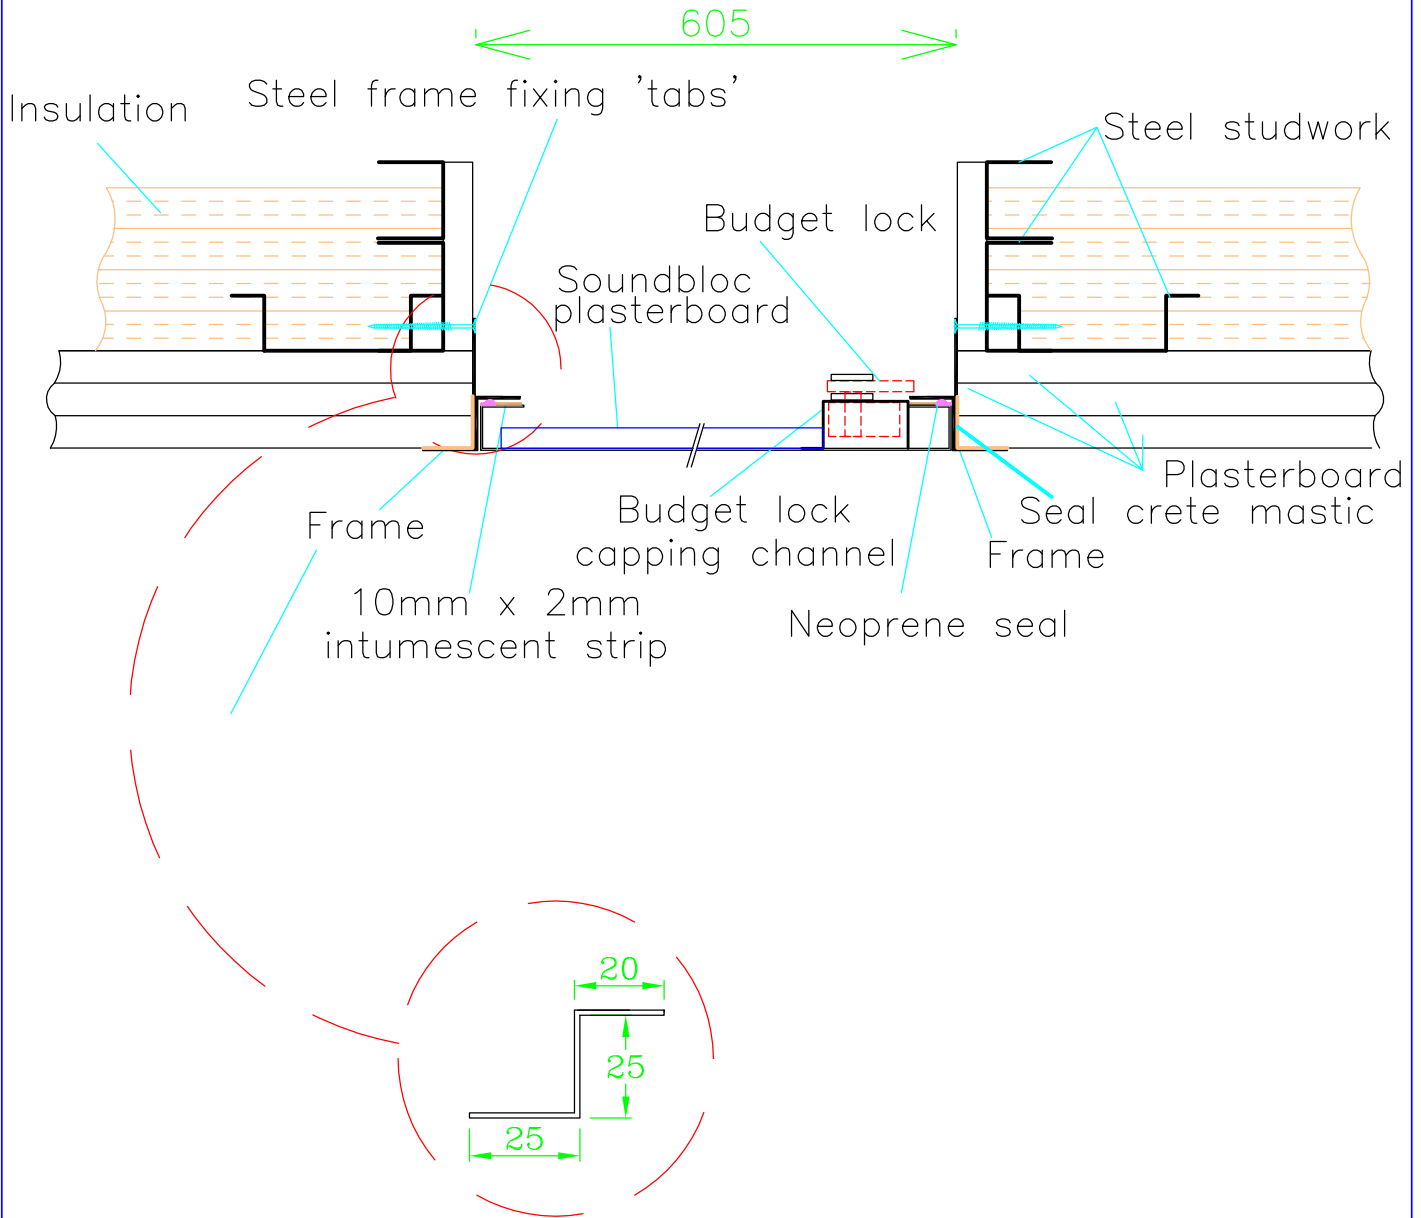 605
Steel frame fixing 'tabs'
Insulation
Steel studwork
Budget lock
Soundbloc
plasterboard
Plasterboard
Seal crete mastic
Budget lock
capping channel
Frame
Frame
10mm x 2mm
intumescent strip
Neoprene seal
20
25
25